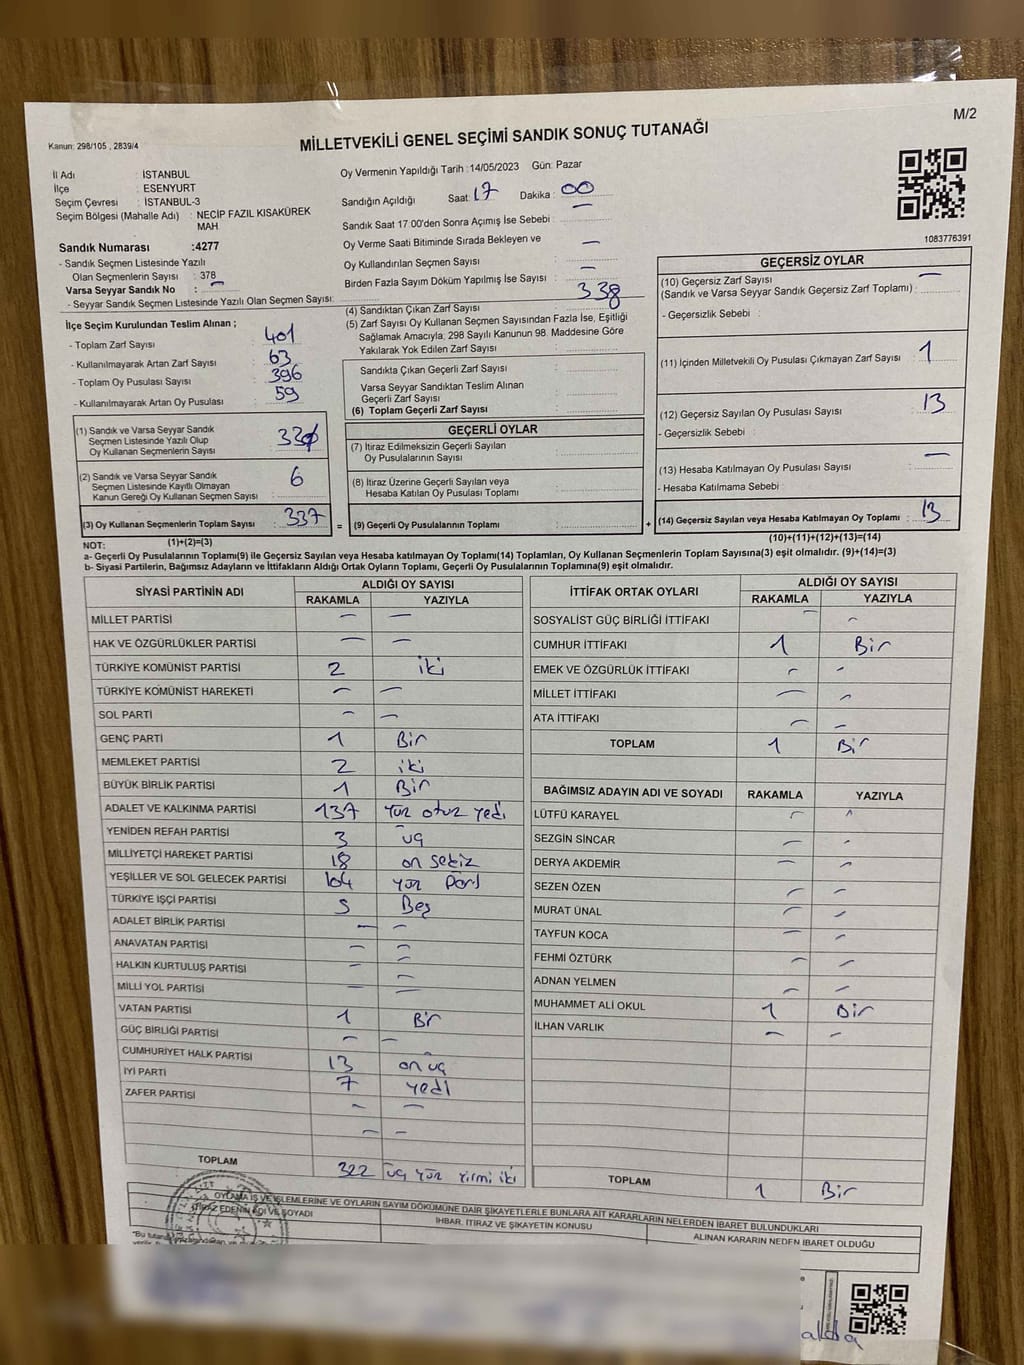 M/2
Kanun: 298/105 , 2839/4
MİLLETVEKİLİ GENEL SEÇİMİ SANDIK SONUÇ TUTANAĞI
İl Adı : İSTANBUL
İlçe : ESENYURT
Seçim Çevresi : İSTANBUL-3
Seçim Bölgesi (Mahalle Adı) : NECİP FAZIL KISAKÜREK
MAH
Sandık Numarası :4277
- Sandık Seçmen Listesinde Yazılı
Olan Seçmenlerin Sayısı : 378
Varsa Seyyar Sandık No : —
- Seyyar Sandık Seçmen Listesinde Yazılı Olan Seçmen Sayısı:
Oy Vermenin Yapıldığı Tarih :14/05/2023 Gün: Pazar
Sandığın Açıldığı Saat: 17 Dakika : 00
Sandık Saat 17:00'den Sonra Açımış İse Sebebi : —
Oy Verme Saati Bitiminde Sırada Bekleyen ve
Oy Kullandırılan Seçmen Sayısı : —
Birden Fazla Sayım Döküm Yapılmış İse Sayısı : —
(4) Sandıktan Çıkan Zarf Sayısı : 338
(5) Zarf Sayısı Oy Kullanan Seçmen Sayısından Fazla İse, Eşitliği
Sağlamak Amacıyla; 298 Sayılı Kanunun 98. Maddesine Göre
Yakılarak Yok Edilen Zarf Sayısı :
1083776391
İlçe Seçim Kurulundan Teslim Alınan ;
- Toplam Zarf Sayısı : 401
- Kullanılmayarak Artan Zarf Sayısı : 63
- Toplam Oy Pusulası Sayısı : 396
- Kullanılmayarak Artan Oy Pusulası : 59
(1) Sandık ve Varsa Seyyar Sandık
Seçmen Listesinde Yazılı Olup
Oy Kullanan Seçmenlerin Sayısı :
(2) Sandık ve Varsa Seyyar Sandık
Seçmen Listesinde Kayıtlı Olmayan
Kanun Gereği Oy Kullanan Seçmen Sayısı : 6
(3) Oy Kullanan Seçmenlerin Toplam Sayısı : 337
(1)+(2)=(3)
Sandıkta Çıkan Geçerli Zarf Sayısı :
Varsa Seyyar Sandıktan Teslim Alınan
Geçerli Zarf Sayısı :
(6) Toplam Geçerli Zarf Sayısı :
GEÇERLİ OYLAR
(7) İtiraz Edilmeksizin Geçerli Sayılan
Oy Pusulalarının Sayısı :
(8) İtiraz Üzerine Geçerli Sayılan veya
Hesaba Katılan Oy Pusulası Toplamı :
= (9) Geçerli Oy Pusulalarının Toplamı :
GEÇERSİZ OYLAR
(10) Geçersiz Zarf Sayısı —
(Sandık ve Varsa Seyyar Sandık Geçersiz Zarf Toplamı) :
- Geçersizlik Sebebi :
(11) İçinden Milletvekili Oy Pusulası Çıkmayan Zarf Sayısı : 1
(12) Geçersiz Sayılan Oy Pusulası Sayısı : 13
- Geçersizlik Sebebi :
(13) Hesaba Katılmayan Oy Pusulası Sayısı : —
- Hesaba Katılmama Sebebi :
+ (14) Geçersiz Sayılan veya Hesaba Katılmayan Oy Toplamı : 13
(10)+(11)+(12)+(13)=(14)
NOT:
a- Geçerli Oy Pusulalarının Toplamı(9) ile Geçersiz Sayılan veya Hesaba katılmayan Oy Toplamı(14) Toplamları, Oy Kullanan Seçmenlerin Toplam Sayısına(3) eşit olmalıdır. (9)+(14)=(3)
b- Siyasi Partilerin, Bağımsız Adayların ve İttifakların Aldığı Ortak Oyların Toplamı, Geçerli Oy Pusulalarının Toplamına(9) eşit olmalıdır.
SİYASİ PARTİNİN ADI ALDIĞI OY SAYISI
RAKAMLA YAZIYLA
MİLLET PARTİSİ — —
HAK VE ÖZGÜRLÜKLER PARTİSİ — —
TÜRKİYE KOMÜNİST PARTİSİ 2 iki
TÜRKİYE KOMÜNİST HAREKETİ — —
SOL PARTİ — —
GENÇ PARTİ 1 Bir
MEMLEKET PARTİSİ 2 iki
BÜYÜK BİRLİK PARTİSİ 1 Bir
ADALET VE KALKINMA PARTİSİ 137 Yüz otuz yedi
YENİDEN REFAH PARTİSİ 3 üç
MİLLİYETÇİ HAREKET PARTİSİ 18 on sekiz
YEŞİLLER VE SOL GELECEK PARTİSİ yüz
TÜRKİYE İŞÇİ PARTİSİ 5 Beş
ADALET BİRLİK PARTİSİ — —
ANAVATAN PARTİSİ — —
HALKIN KURTULUŞ PARTİSİ — —
MİLLİ YOL PARTİSİ — —
VATAN PARTİSİ 1 Bir
GÜÇ BİRLİĞİ PARTİSİ — —
CUMHURİYET HALK PARTİSİ 13 on üç
İYİ PARTİ 7 yedi
ZAFER PARTİSİ — —
— —
TOPLAM 322 üç yüz yirmi iki
İTTİFAK ORTAK OYLARI ALDIĞI OY SAYISI
RAKAMLA YAZIYLA
SOSYALİST GÜÇ BİRLİĞİ İTTİFAKI — —
CUMHUR İTTİFAKI 1 Bir
EMEK VE ÖZGÜRLÜK İTTİFAKI — —
MİLLET İTTİFAKI — —
ATA İTTİFAKI — —
TOPLAM 1 Bir
BAĞIMSIZ ADAYIN ADI VE SOYADI RAKAMLA YAZIYLA
LÜTFÜ KARAYEL — —
SEZGİN SİNCAR — —
DERYA AKDEMİR — —
SEZEN ÖZEN — —
MURAT ÜNAL — —
TAYFUN KOCA — —
FEHMİ ÖZTÜRK — —
ADNAN YELMEN — —
MUHAMMET ALİ OKUL 1 Bir
İLHAN VARLIK — —
TOPLAM 1 Bir
OYLAMA İŞ VE İŞLEMLERİNE VE OYLARIN SAYIM DÖKÜMÜNE DAİR ŞİKAYETLERLE BUNLARA AİT KARARLARIN NELERDEN İBARET BULUNDUKLARI
İTİRAZ EDENİN ADI VE SOYADI
İHBAR, İTİRAZ VE ŞİKAYETİN KONUSU
ALINAN KARARIN NEDEN İBARET OLDUĞU
"Bu